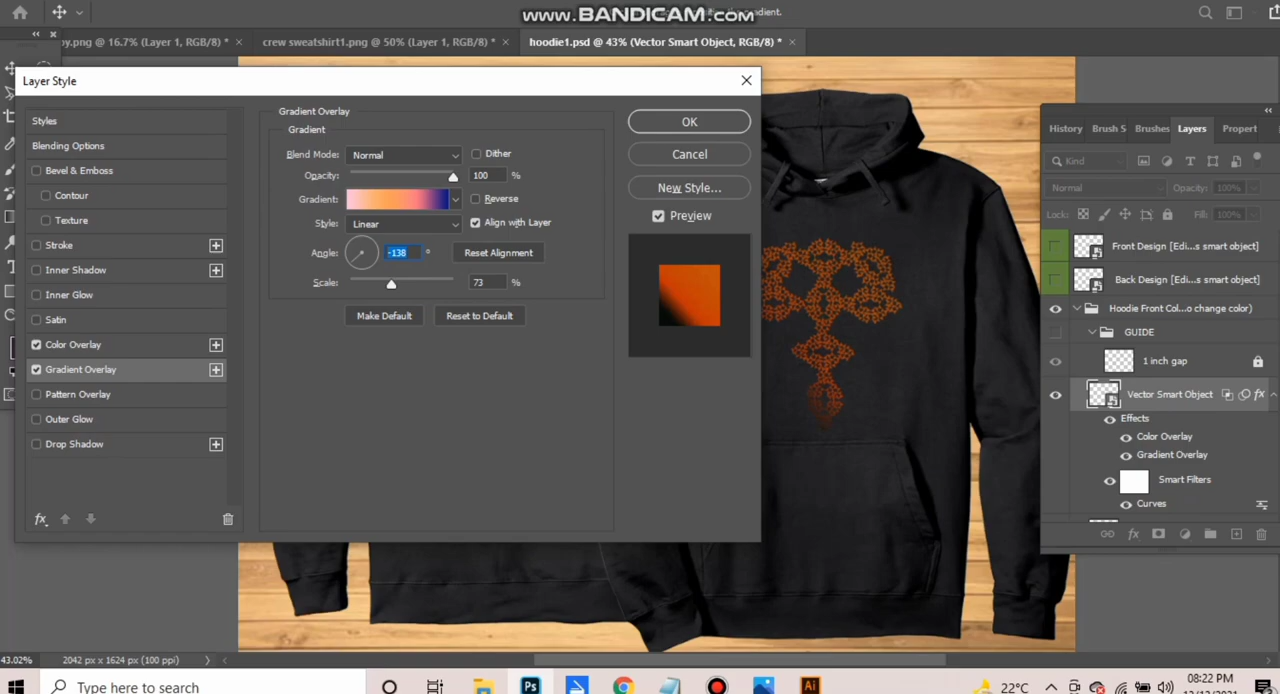 www.BANDICAM.com
gradient.
py.png @ 16.7% (Layer 1, RGB/8) * ×
crew sweatshirt1.png @ 50% (Layer 1, RGB/8) * ×
hoodie1.psd @ 43% (Vector Smart Object, RGB/8) * ×
Layer Style
Styles
Blending Options
Bevel & Emboss
Contour
Texture
Stroke
Inner Shadow
Inner Glow
Satin
Color Overlay
Gradient Overlay
Pattern Overlay
Outer Glow
Drop Shadow
fx
Gradient Overlay
Gradient
Blend Mode: Normal Dither
Opacity: 100 %
Gradient: Reverse
Style: Linear Align with Layer
Angle: -138 ° Reset Alignment
Scale: 73 %
Make Default Reset to Default
OK
Cancel
New Style...
Preview
History Brush S Brushes Layers Propert
Kind
Normal Opacity: 100%
Lock: Fill: 100%
Front Design [Edi... s smart object)
Back Design [Edi... s smart object)
Hoodie Front Col... o change color)
GUIDE
1 inch gap
Vector Smart Object fx
Effects
Color Overlay
Gradient Overlay
Smart Filters
Curves
fx
43.02% 2042 px x 1624 px (100 ppi)
Type here to search
Ps
Ai
22°C
08:22 PM